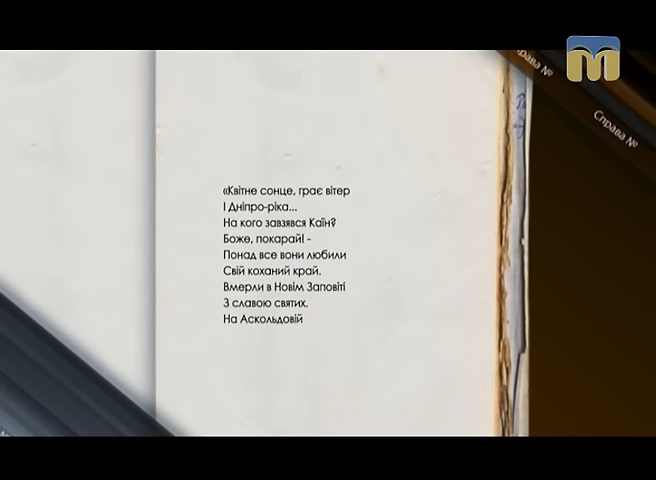 Справа №
Справа №
«Квітне сонце, грає вітер
І Дніпро-ріка...
На кого завзявся Каїн?
Боже, покарай! -
Понад все вони любили
Свій коханий край.
Вмерли в Новім Заповіті
З славою святих.
На Аскольдовій